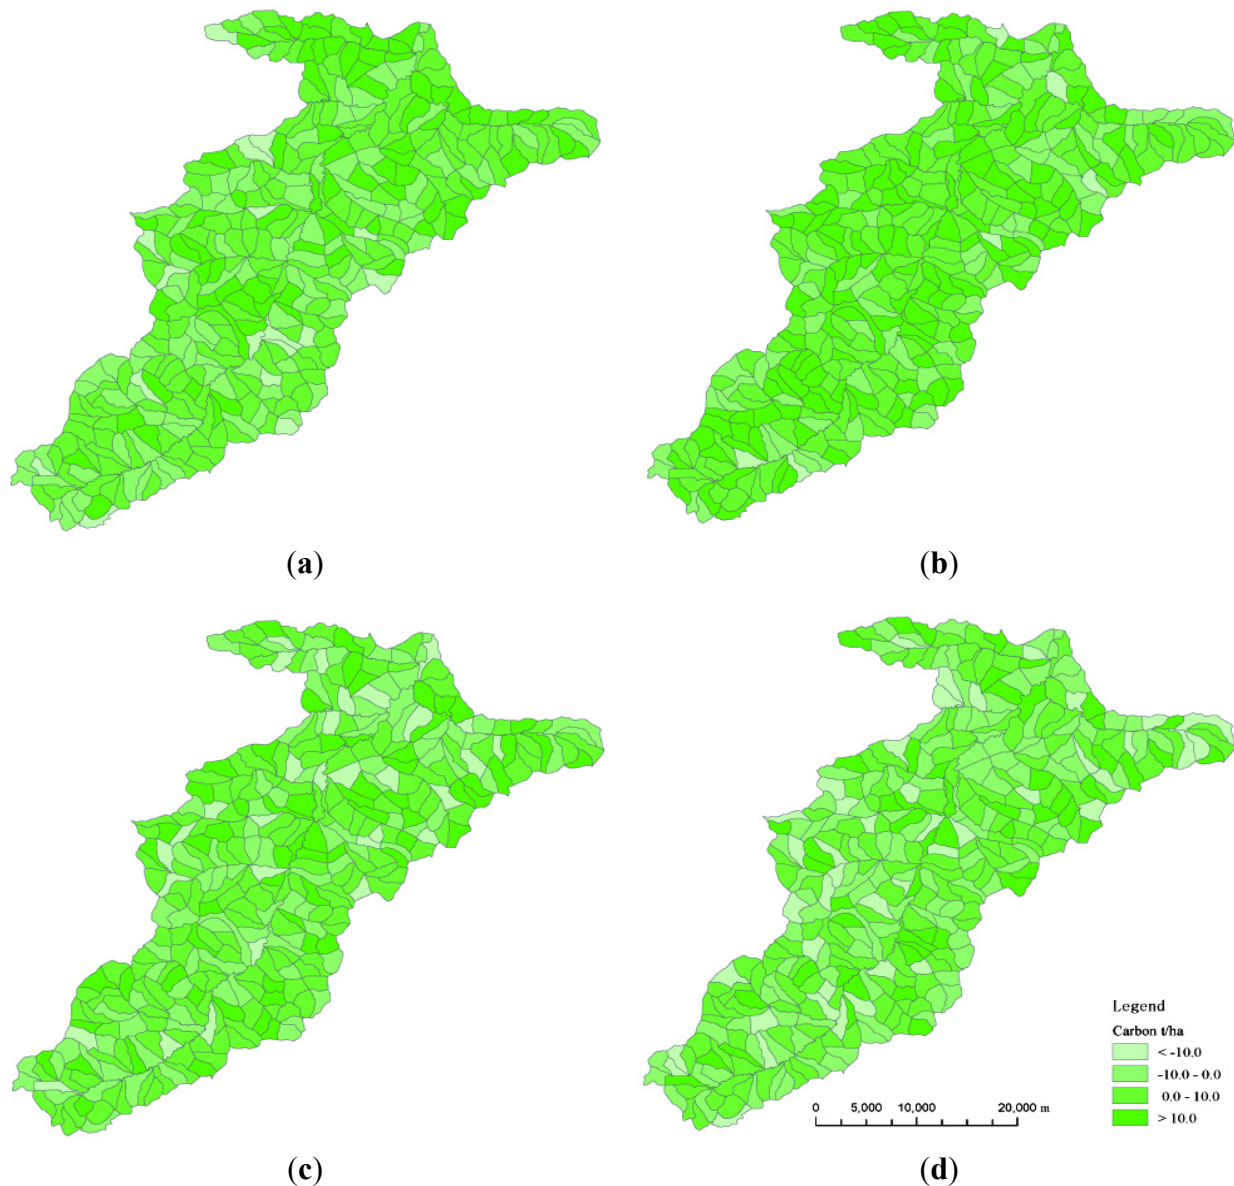 (a)
(b)
(c)
(d)
Legend
Carbon t/ha
< -10.0
-10.0 - 0.0
0.0 - 10.0
> 10.0
0 5,000 10,000 20,000 m